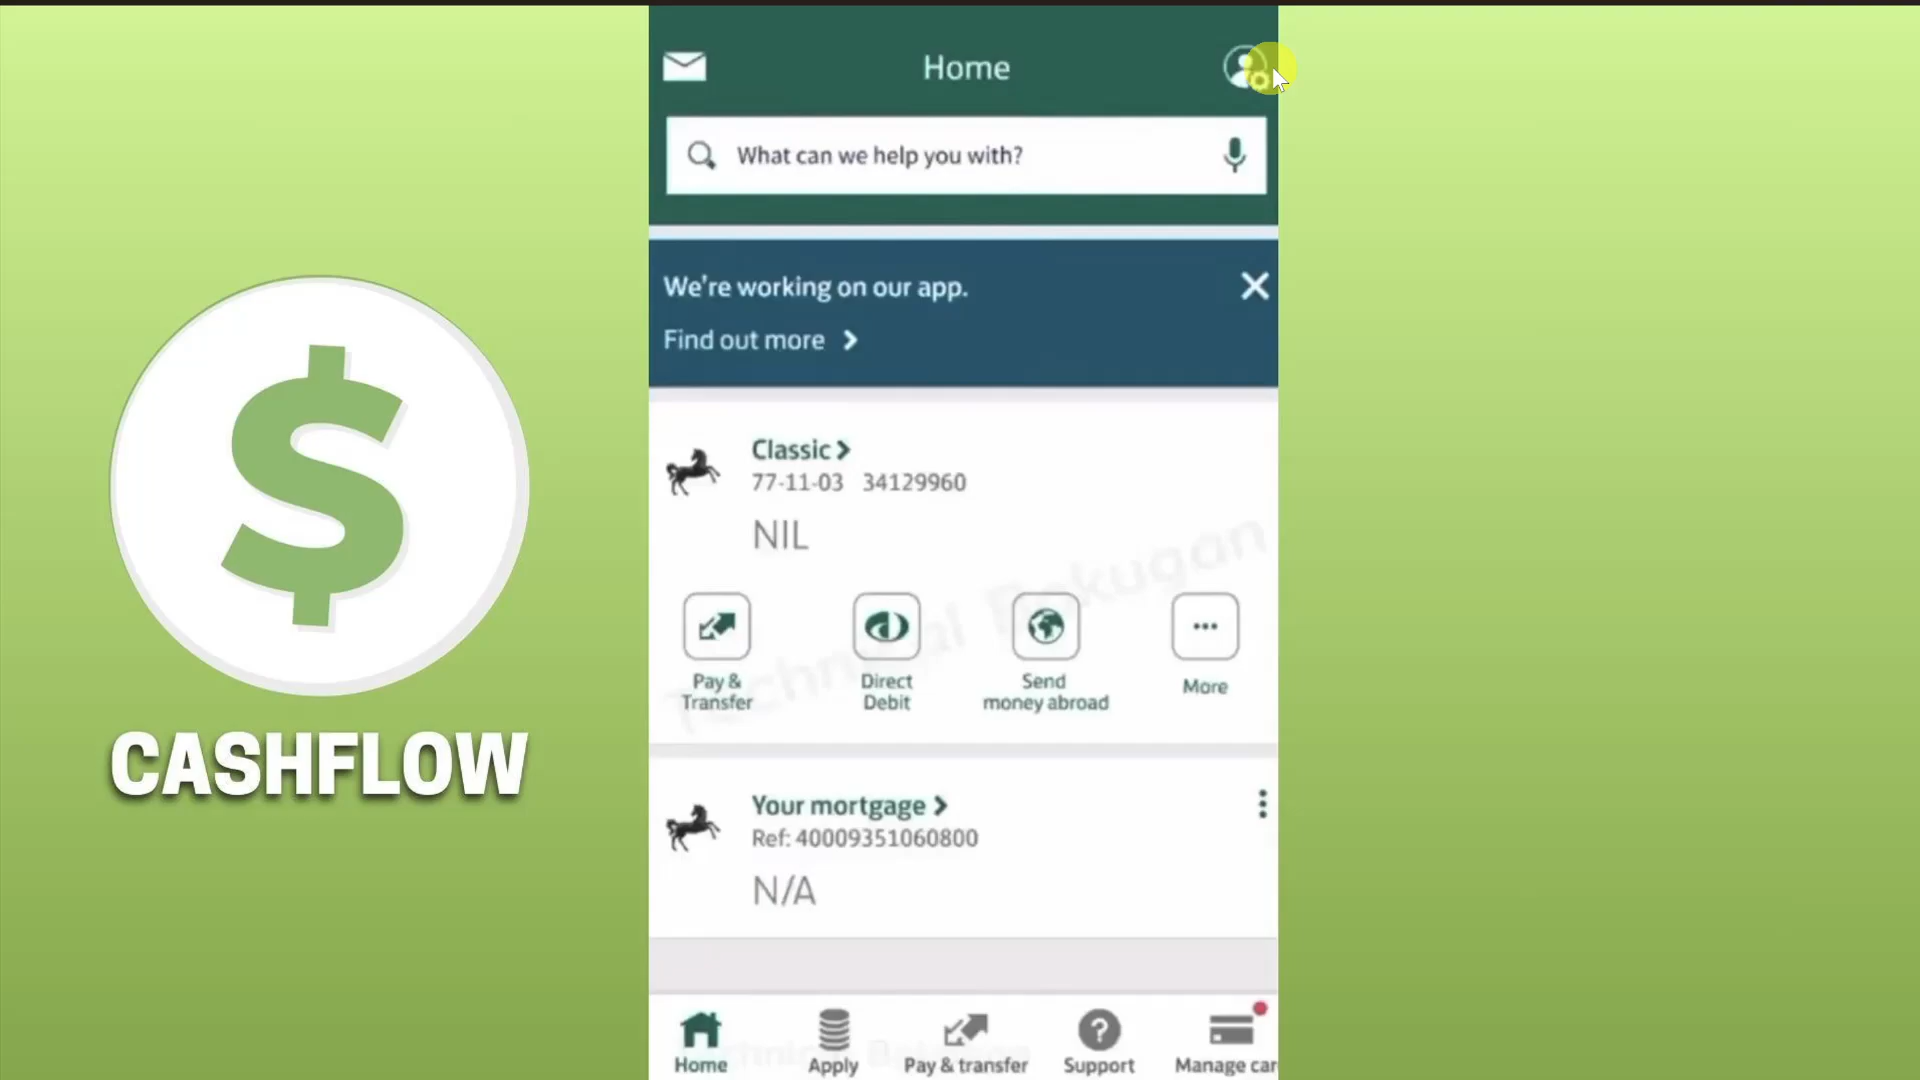 Home
What can we help you with?
We're working on our app.
Find out more
Classic
77-11-03 34129960
NIL
Technical Bakugan
Pay & Transfer
Direct Debit
Send money abroad
More
Your mortgage
Ref: 40009351060800
N/A
CASHFLOW
Home
Apply
Pay & transfer
Support
Manage car